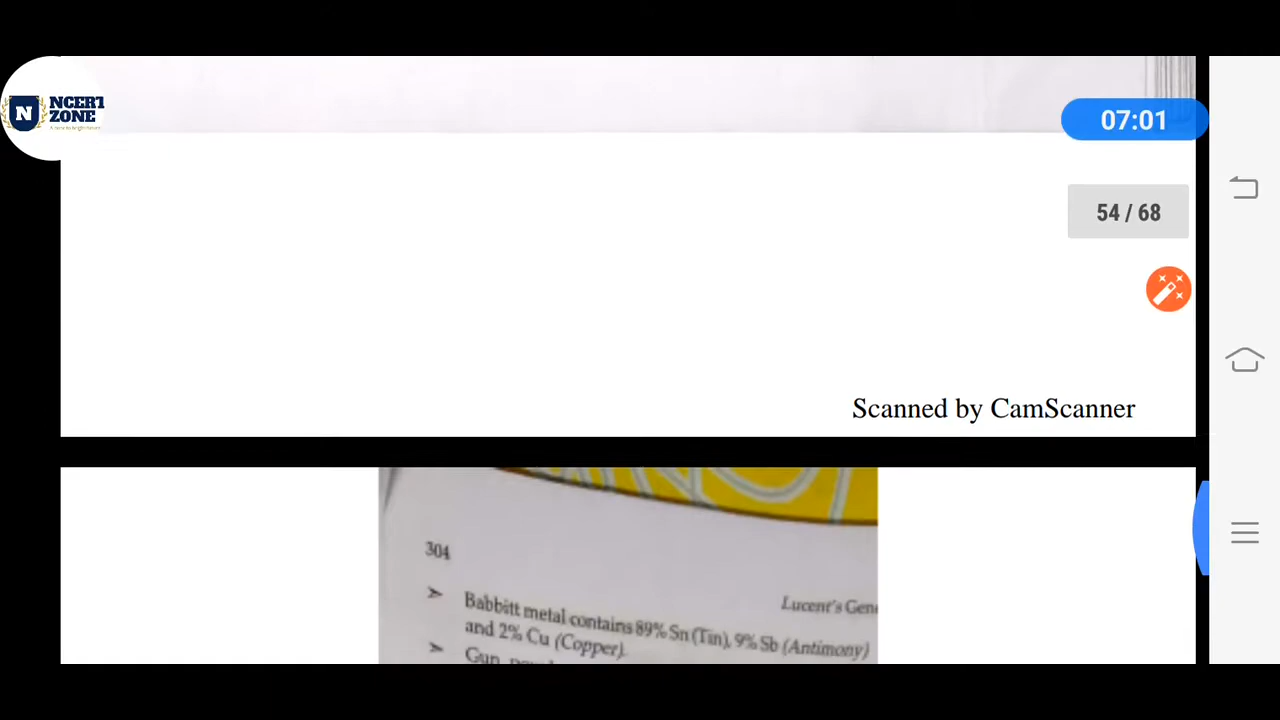 NCERT
ZONE
07:01
54 / 68
Scanned by CamScanner
304
Lucent's Gen
➢ Babbitt metal contains 89% Sn (Tin), 9% Sb (Antimony)
and 2% Cu (Copper).
➢ Gun